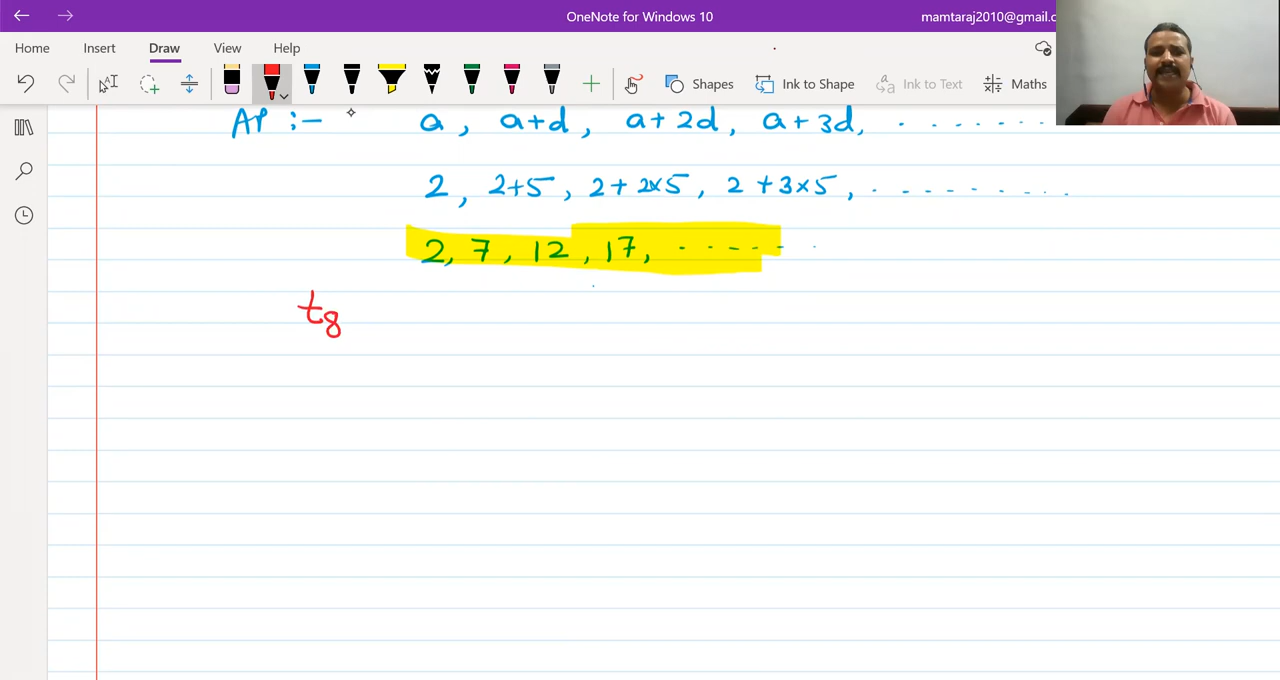 OneNote for Windows 10
mamtaraj2010@gmail.c
Home Insert Draw View Help
Shapes Ink to Shape Ink to Text Maths
AP :- a, a+d, a+2d, a+3d, . . . . . . .
2, 2+5, 2+2×5, 2+3×5, . . . . . . . . .
2, 7, 12, 17, . . . . . .
t₈